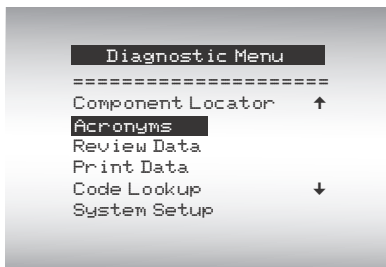 Diagnostic Menu
=====================
Component Locator ↑
Acronyms
Review Data
Print Data
Code Lookup ↓
System Setup